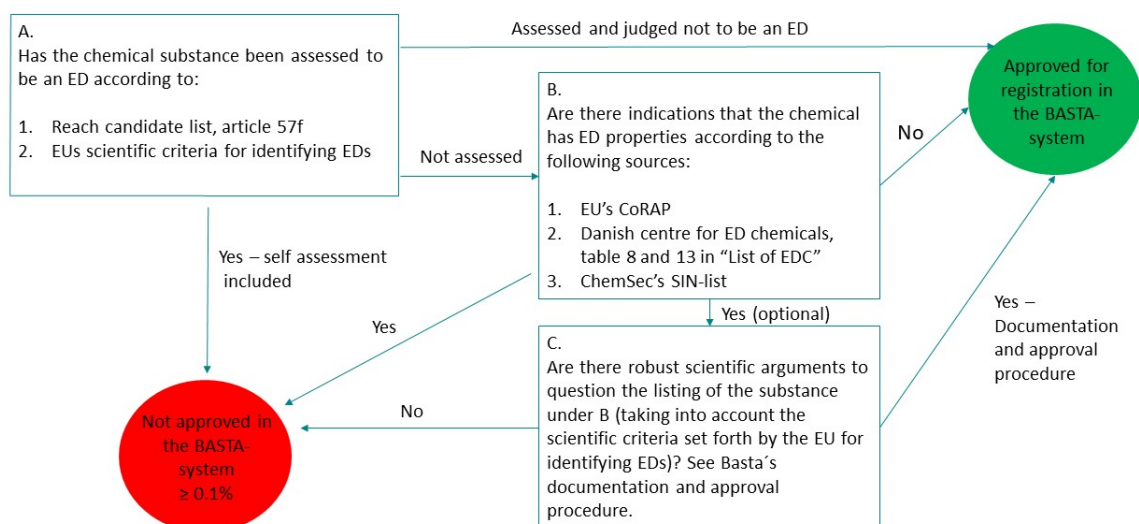 A.
Has the chemical substance been assessed to
be an ED according to:
1. Reach candidate list, article 57f
2. EUs scientific criteria for identifying EDs
Assessed and judged not to be an ED
Approved for
registration in
the BASTA-
system
Not assessed
B.
Are there indications that the chemical
has ED properties according to the
following sources:
1. EU's CoRAP
2. Danish centre for ED chemicals,
table 8 and 13 in “List of EDC”
3. ChemSec's SIN-list
No
Yes – self assessment
included
Yes
Yes (optional)
Yes –
Documentation
and approval
procedure
C.
Are there robust scientific arguments to
question the listing of the substance
under B (taking into account the
scientific criteria set forth by the EU for
identifying EDs)? See Basta´s
documentation and approval
procedure.
No
Not approved in
the BASTA-
system
≥ 0.1%